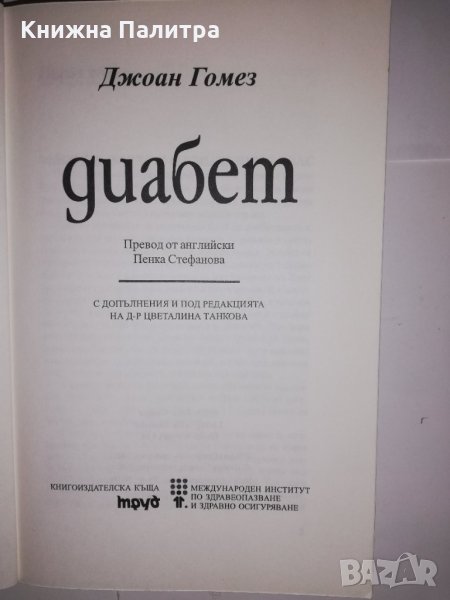 Книжна Палитра
Джоан Гомез
диабет
Превод от английски
Пенка Стефанова
С ДОПЪЛНЕНИЯ И ПОД РЕДАКЦИЯТА
НА Д-Р ЦВЕТАЛИНА ТАНКОВА
КНИГОИЗДАТЕЛСКА КЪЩА
труд
МЕЖДУНАРОДЕН ИНСТИТУТ
ПО ЗДРАВЕОПАЗВАНЕ
И ЗДРАВНО ОСИГУРЯВАНЕ
BAZAR